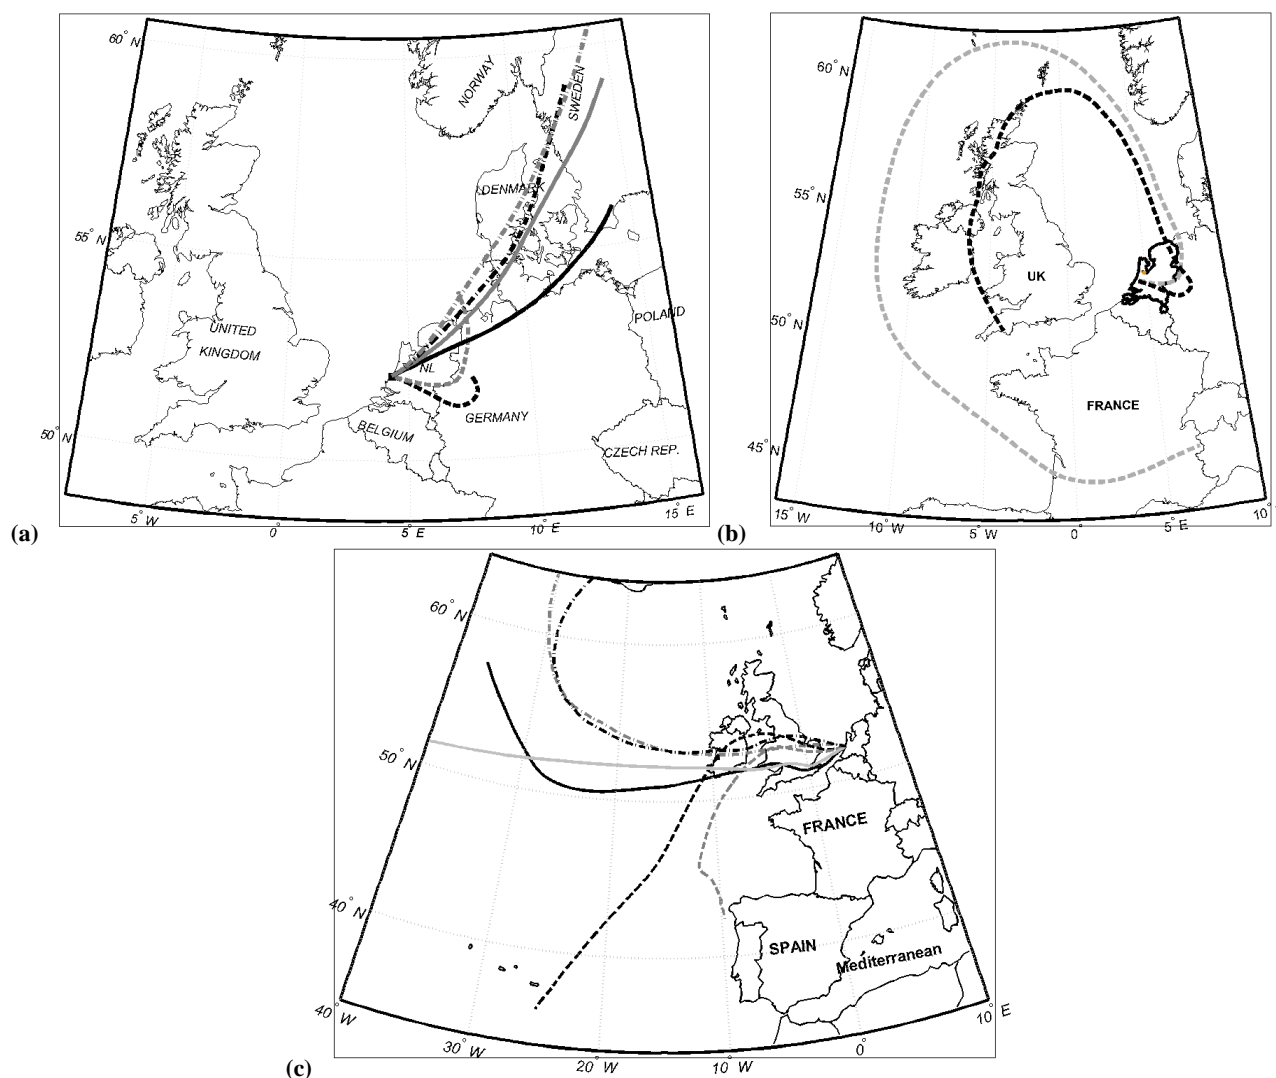 60° N
55° N
50° N
5° W
0°
5° E
10° E
15° E
NORWAY
SWEDEN
DENMARK
UNITED
KINGDOM
NL
POLAND
GERMANY
BELGIUM
CZECH REP.
(a)
60° N
55° N
50° N
45° N
15° W
10° W
5° W
0°
5° E
10°
UK
FRANCE
(b)
60° N
50° N
40° N
40° W
30° W
20° W
10° W
0
10° E
FRANCE
SPAIN
Mediterranean
(c)